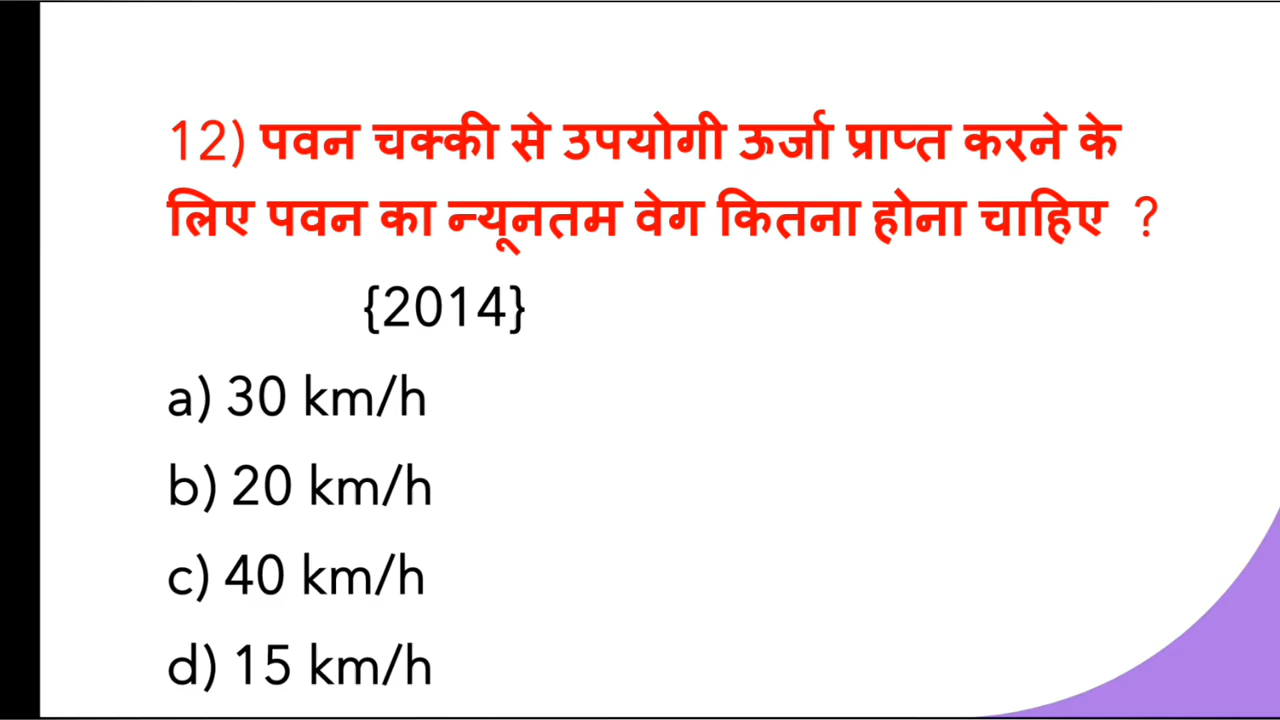 12) पवन चक्की से उपयोगी ऊर्जा प्राप्त करने के
लिए पवन का न्यूनतम वेग कितना होना चाहिए ?
{2014}
a) 30 km/h
b) 20 km/h
c) 40 km/h
d) 15 km/h